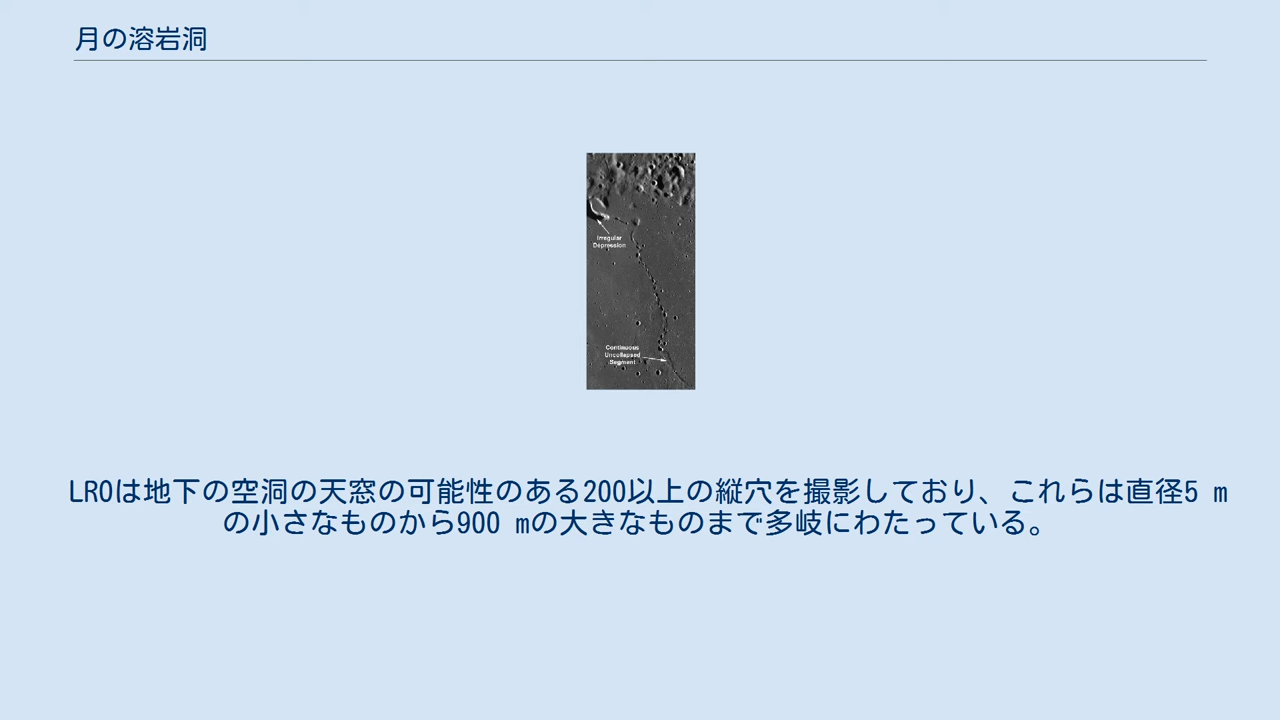 月の溶岩洞
Irregular
Depression
Continuous
Uncollapsed
Segment
LROは地下の空洞の天窓の可能性のある200以上の縦穴を撮影しており、これらは直径5 m
の小さなものから900 mの大きなものまで多岐にわたっている。